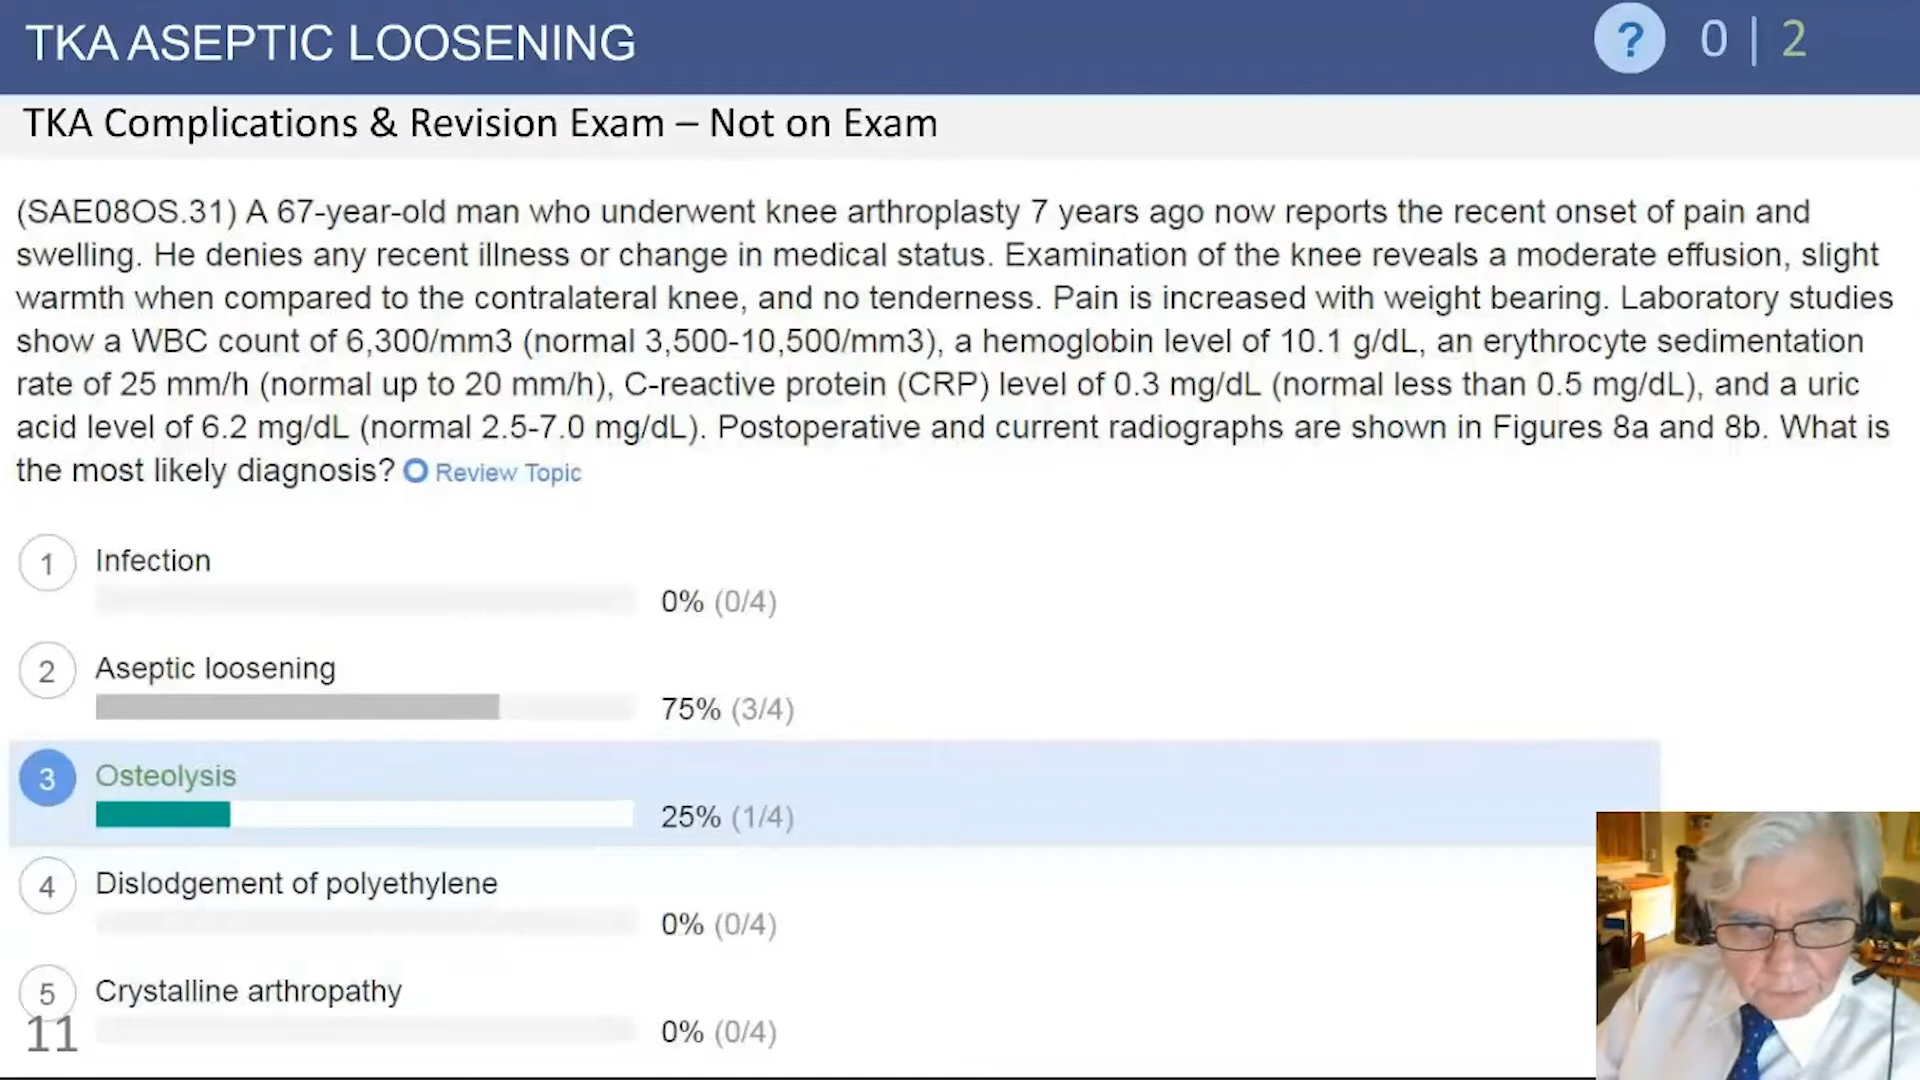 TKA ASEPTIC LOOSENING
? 0 | 2
TKA Complications & Revision Exam – Not on Exam
(SAE08OS.31) A 67-year-old man who underwent knee arthroplasty 7 years ago now reports the recent onset of pain and
swelling. He denies any recent illness or change in medical status. Examination of the knee reveals a moderate effusion, slight
warmth when compared to the contralateral knee, and no tenderness. Pain is increased with weight bearing. Laboratory studies
show a WBC count of 6,300/mm3 (normal 3,500-10,500/mm3), a hemoglobin level of 10.1 g/dL, an erythrocyte sedimentation
rate of 25 mm/h (normal up to 20 mm/h), C-reactive protein (CRP) level of 0.3 mg/dL (normal less than 0.5 mg/dL), and a uric
acid level of 6.2 mg/dL (normal 2.5-7.0 mg/dL). Postoperative and current radiographs are shown in Figures 8a and 8b. What is
the most likely diagnosis? Review Topic
1 Infection
0% (0/4)
2 Aseptic loosening
75% (3/4)
3 Osteolysis
25% (1/4)
4 Dislodgement of polyethylene
0% (0/4)
5 Crystalline arthropathy
0% (0/4)
11